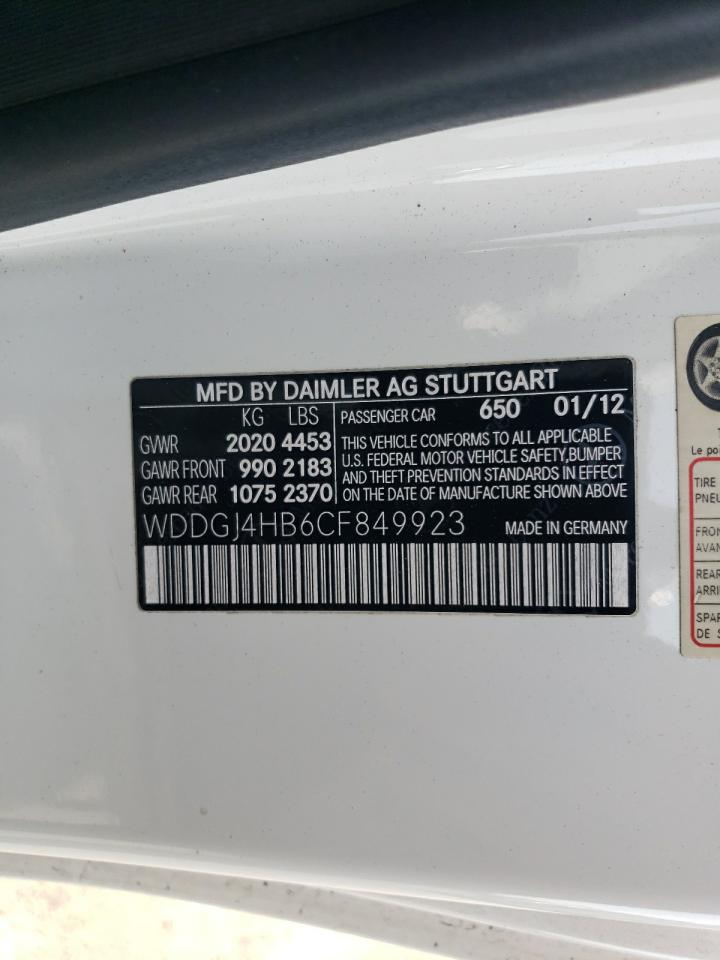 MFD BY DAIMLER AG STUTTGART
KG LBS
GVWR 2020 4453
GAWR FRONT 990 2183
GAWR REAR 1075 2370
PASSENGER CAR 650 01/12
THIS VEHICLE CONFORMS TO ALL APPLICABLE
U.S. FEDERAL MOTOR VEHICLE SAFETY,BUMPER
AND THEFT PREVENTION STANDARDS IN EFFECT
ON DATE OF MANUFACTURE SHOWN ABOVE
WDDGJ4HB6CF849923 MADE IN GERMANY
Le
TIRE
FRON
AVAN
REAR
ARRI
SPAR
DE